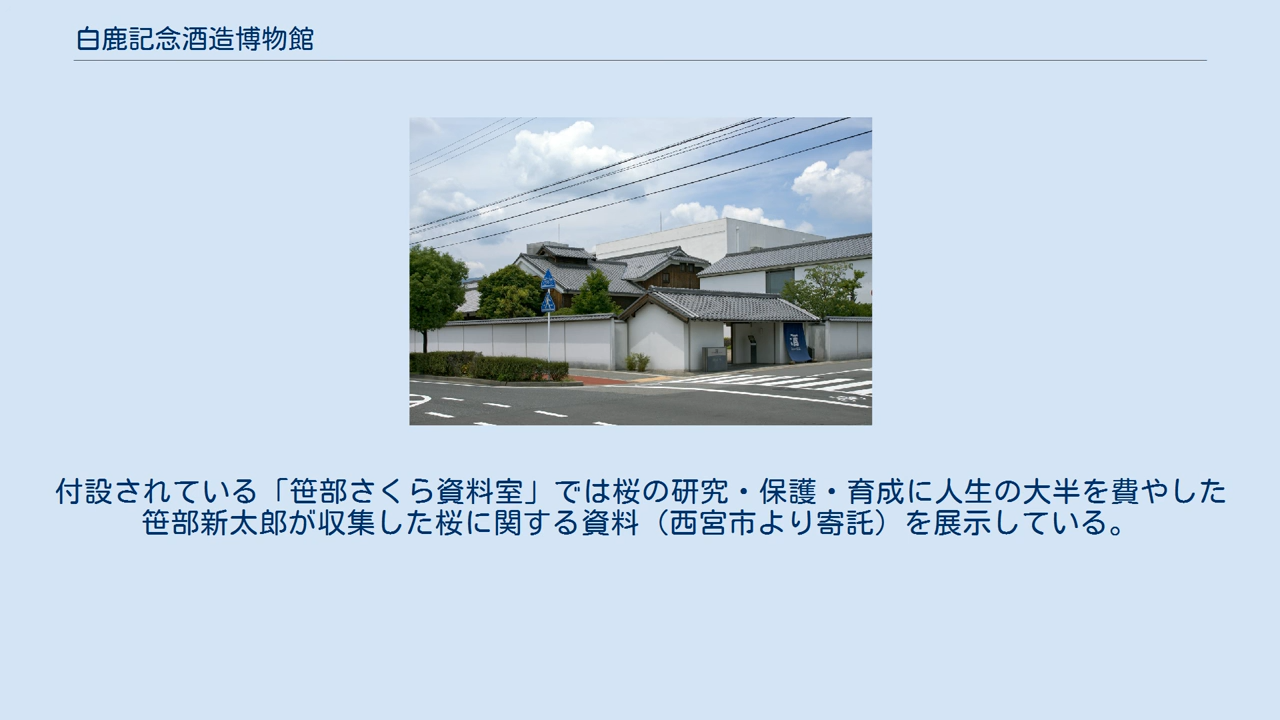 白鹿記念酒造博物館
酒
付設されている「笹部さくら資料室」では桜の研究・保護・育成に人生の大半を費やした
笹部新太郎が収集した桜に関する資料（西宮市より寄託）を展示している。